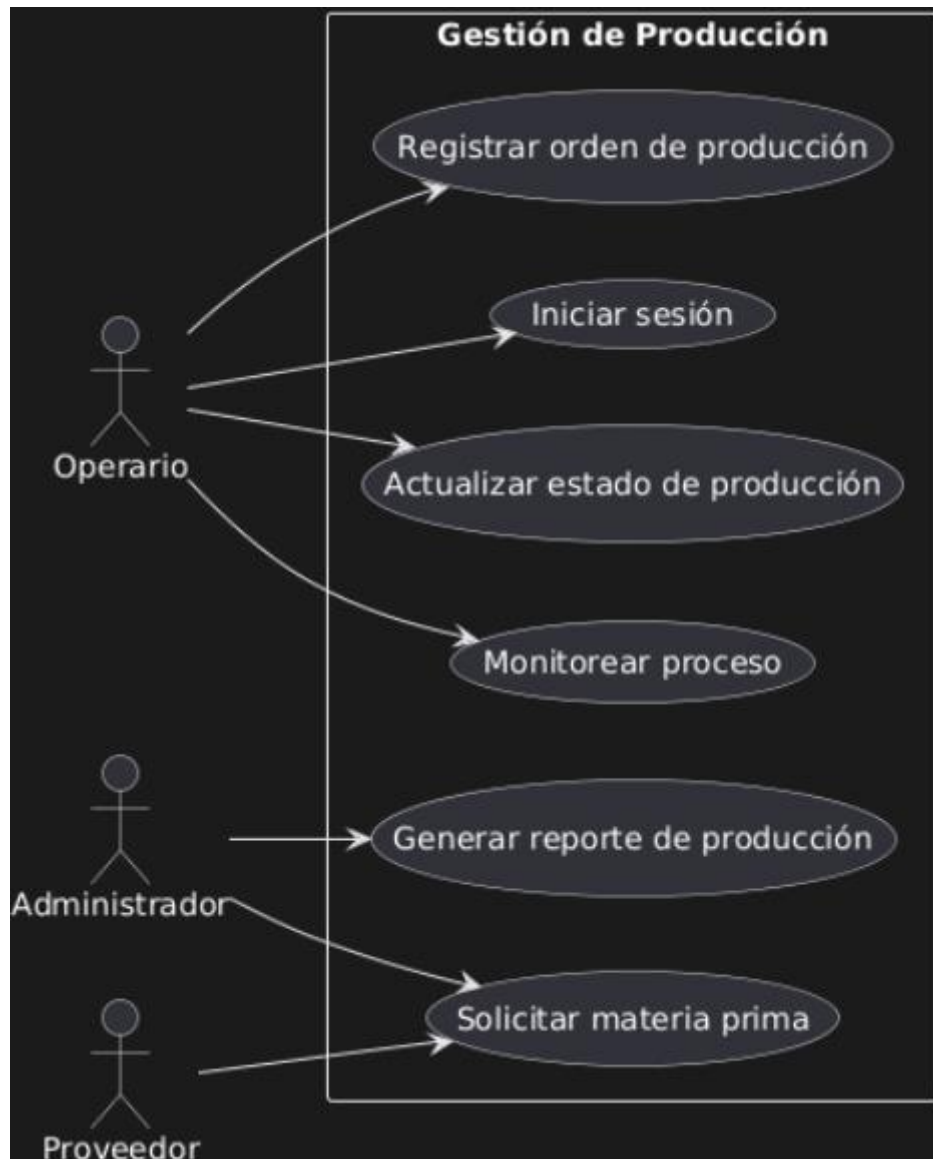 Gestión de Producción
Registrar orden de producción
Iniciar sesión
Operario
Actualizar estado de producción
Monitorear proceso
Generar reporte de producción
Administrador
Solicitar materia prima
Proveedor